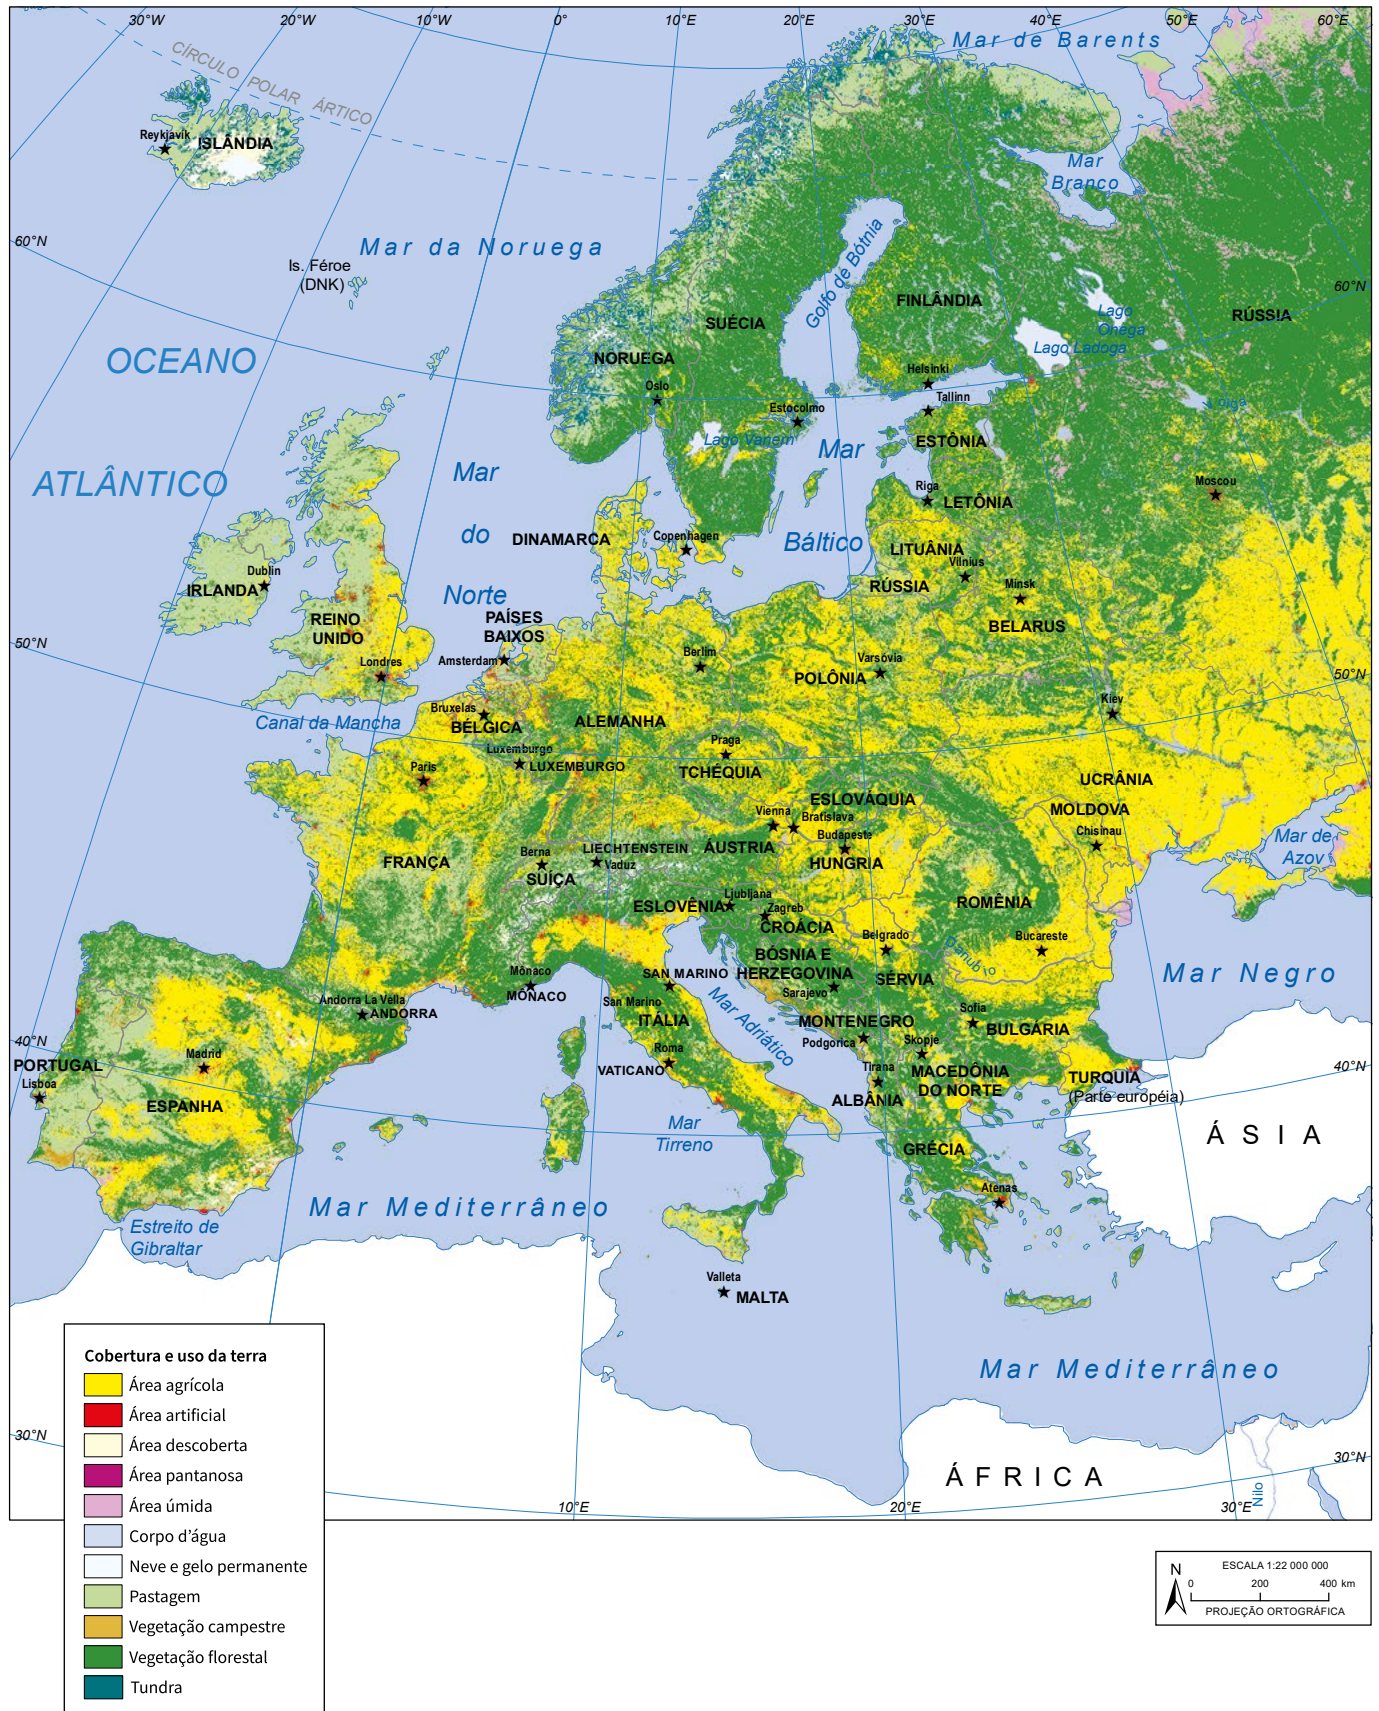 30°W
20°W
10°W
0°
10°E
20°E
30°E
40°E
50°E
60°E
Mar de Barents
CÍRCULO POLAR ÁRTICO
Reykjavík
ISLÂNDIA
Mar
Branco
60°N
Mar da Noruega
Is. Féroe
(DNK)
Golfo de Bótnia
60°N
FINLÂNDIA
Lago
Onega
RÚSSIA
SUÉCIA
OCEANO
Lago Ladoga
NORUEGA
Helsinki
Oslo
Tallinn
Estocolmo
Volga
Lago Vanern
Mar
ESTÔNIA
Mar
ATLÂNTICO
Riga
LETÔNIA
Moscou
do
DINAMARCA
Copenhagen
Báltico
LITUÂNIA
Vilnius
Dublin
IRLANDA
RÚSSIA
Minsk
Norte
REINO
UNIDO
PAÍSES
BAIXOS
BELARUS
50°N
Londres
Amsterdam
Berlim
Varsóvia
POLÔNIA
50°N
Bruxelas
BÉLGICA
Kiev
Canal da Mancha
ALEMANHA
Luxemburgo
LUXEMBURGO
Praga
TCHÉQUIA
Paris
UCRÂNIA
ESLOVÁQUIA
MOLDOVA
Vienna
Bratislava
Chisinau
Budapeste
Mar de
Azov
LIECHTENSTEIN
ÁUSTRIA
Berna
Vaduz
HUNGRIA
FRANÇA
SUÍÇA
Ljubljana
ESLOVÊNIA
Zagreb
ROMÊNIA
CROÁCIA
Belgrado
Bucareste
BÓSNIA E
HERZEGOVINA
Danubio
Mônaco
MÔNACO
SAN MARINO
SÉRVIA
Mar Negro
Andorra La Vella
ANDORRA
San Marino
Sarajevo
Mar Adriático
Sofia
ITÁLIA
MONTENEGRO
BULGÁRIA
40°N
Podgorica
Skopje
Madrid
Roma
VATICANO
PORTUGAL
Tirana
MACEDÔNIA
DO NORTE
TURQUIA
(Parte européia)
40°N
Lisboa
ESPANHA
ALBÂNIA
Mar
Tirreno
ÁSIA
GRÉCIA
Atenas
Mar Mediterrâneo
Estreito de
Gibraltar
Valleta
MALTA
Mar Mediterrâneo
30°N
30°N
ÁFRICA
Nilo
10°E
20°E
30°E
Cobertura e uso da terra
Área agrícola
Área artificial
Área descoberta
Área pantanosa
Área úmida
Corpo d'água
Neve e gelo permanente
Pastagem
Vegetação campestre
Vegetação florestal
Tundra
N
ESCALA 1:22 000 000
0 200 400 km
PROJEÇÃO ORTOGRÁFICA